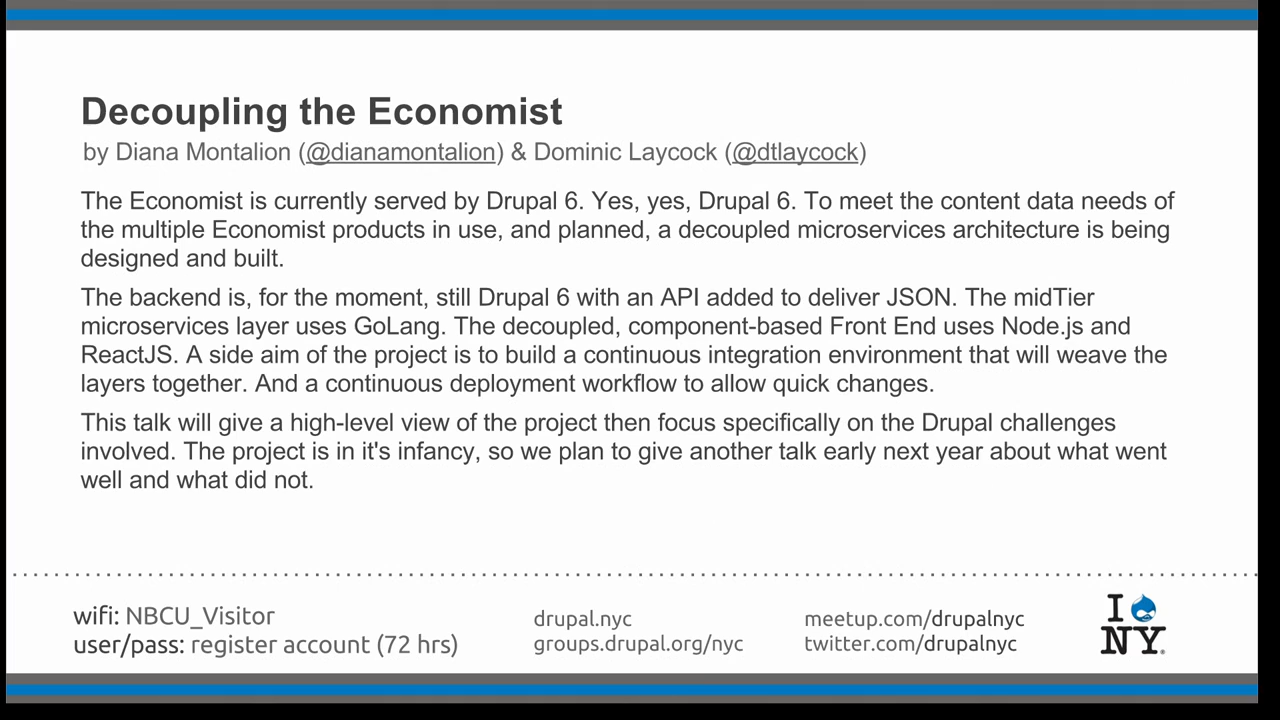 Decoupling the Economist
by Diana Montalion (@dianamontalion) & Dominic Laycock (@dtlaycock)
The Economist is currently served by Drupal 6. Yes, yes, Drupal 6. To meet the content data needs of
the multiple Economist products in use, and planned, a decoupled microservices architecture is being
designed and built.
The backend is, for the moment, still Drupal 6 with an API added to deliver JSON. The midTier
microservices layer uses GoLang. The decoupled, component-based Front End uses Node.js and
ReactJS. A side aim of the project is to build a continuous integration environment that will weave the
layers together. And a continuous deployment workflow to allow quick changes.
This talk will give a high-level view of the project then focus specifically on the Drupal challenges
involved. The project is in it's infancy, so we plan to give another talk early next year about what went
well and what did not.
wifi: NBCU_Visitor
user/pass: register account (72 hrs)
drupal.nyc
groups.drupal.org/nyc
meetup.com/drupalnyc
twitter.com/drupalnyc
I
NY®